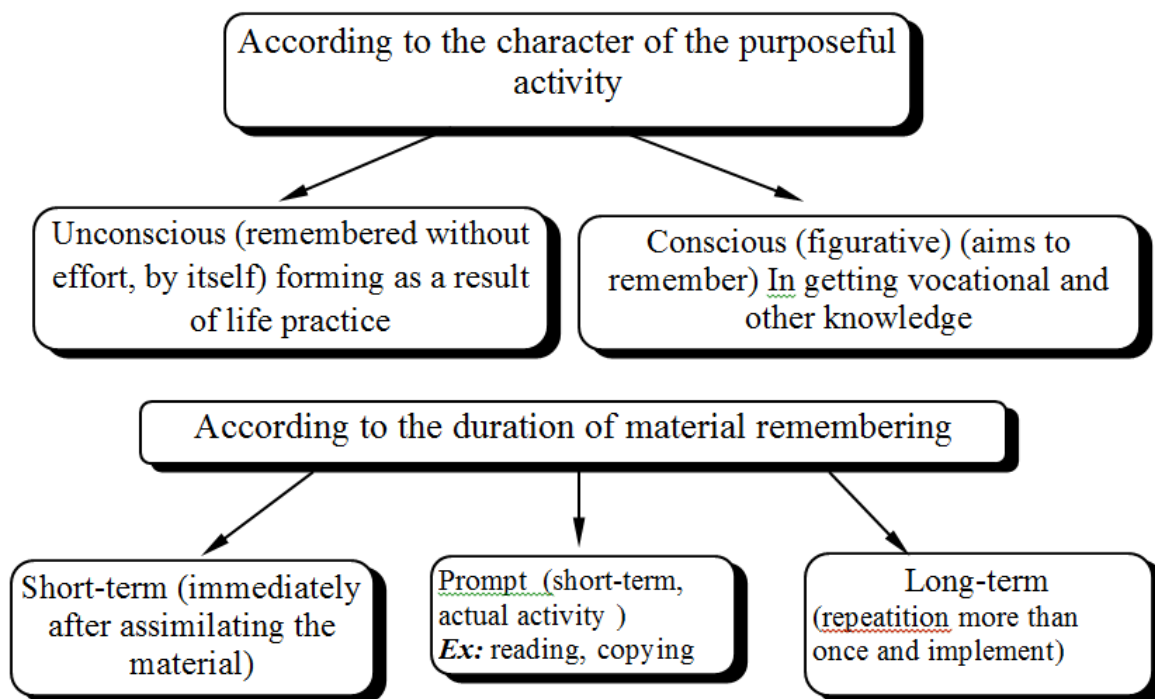 According to the character of the purposeful
activity
Unconscious (remembered without
effort, by itself) forming as a result
of life practice
Conscious (figurative) (aims to
remember) In getting vocational and
other knowledge
According to the duration of material remembering
Short-term (immediately
after assimilating the
material)
Prompt (short-term,
actual activity )
Ex: reading, copying
Long-term
(repeatition more than
once and implement)